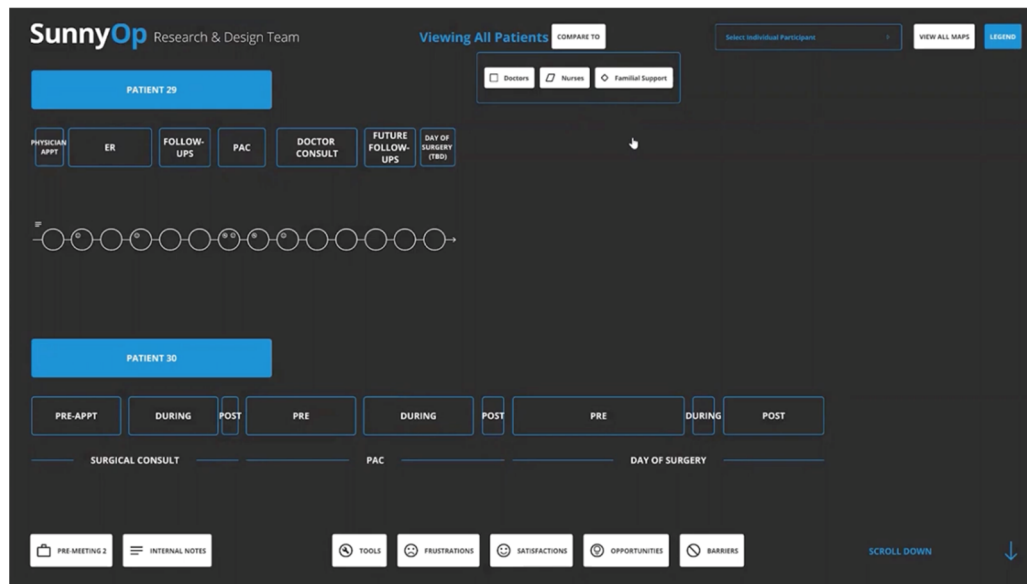 SunnyOp Research & Design Team
Viewing All Patients
COMPARE TO
Select Individual Participant
VIEW ALL MAPS
LEGEND
Doctors
Nurses
Familial Support
PATIENT 29
PHYSICIAN
APPT
ER
FOLLOW-
UPS
PAC
DOCTOR
CONSULT
FUTURE
FOLLOW-
UPS
DAY OF
SURGERY
(TBD)
PATIENT 30
PRE-APPT
DURING
POST
PRE
DURING
POST
PRE
DURING
POST
SURGICAL CONSULT
PAC
DAY OF SURGERY
PRE-MEETING 2
INTERNAL NOTES
TOOLS
FRUSTRATIONS
SATISFACTIONS
OPPORTUNITIES
BARRIERS
SCROLL DOWN